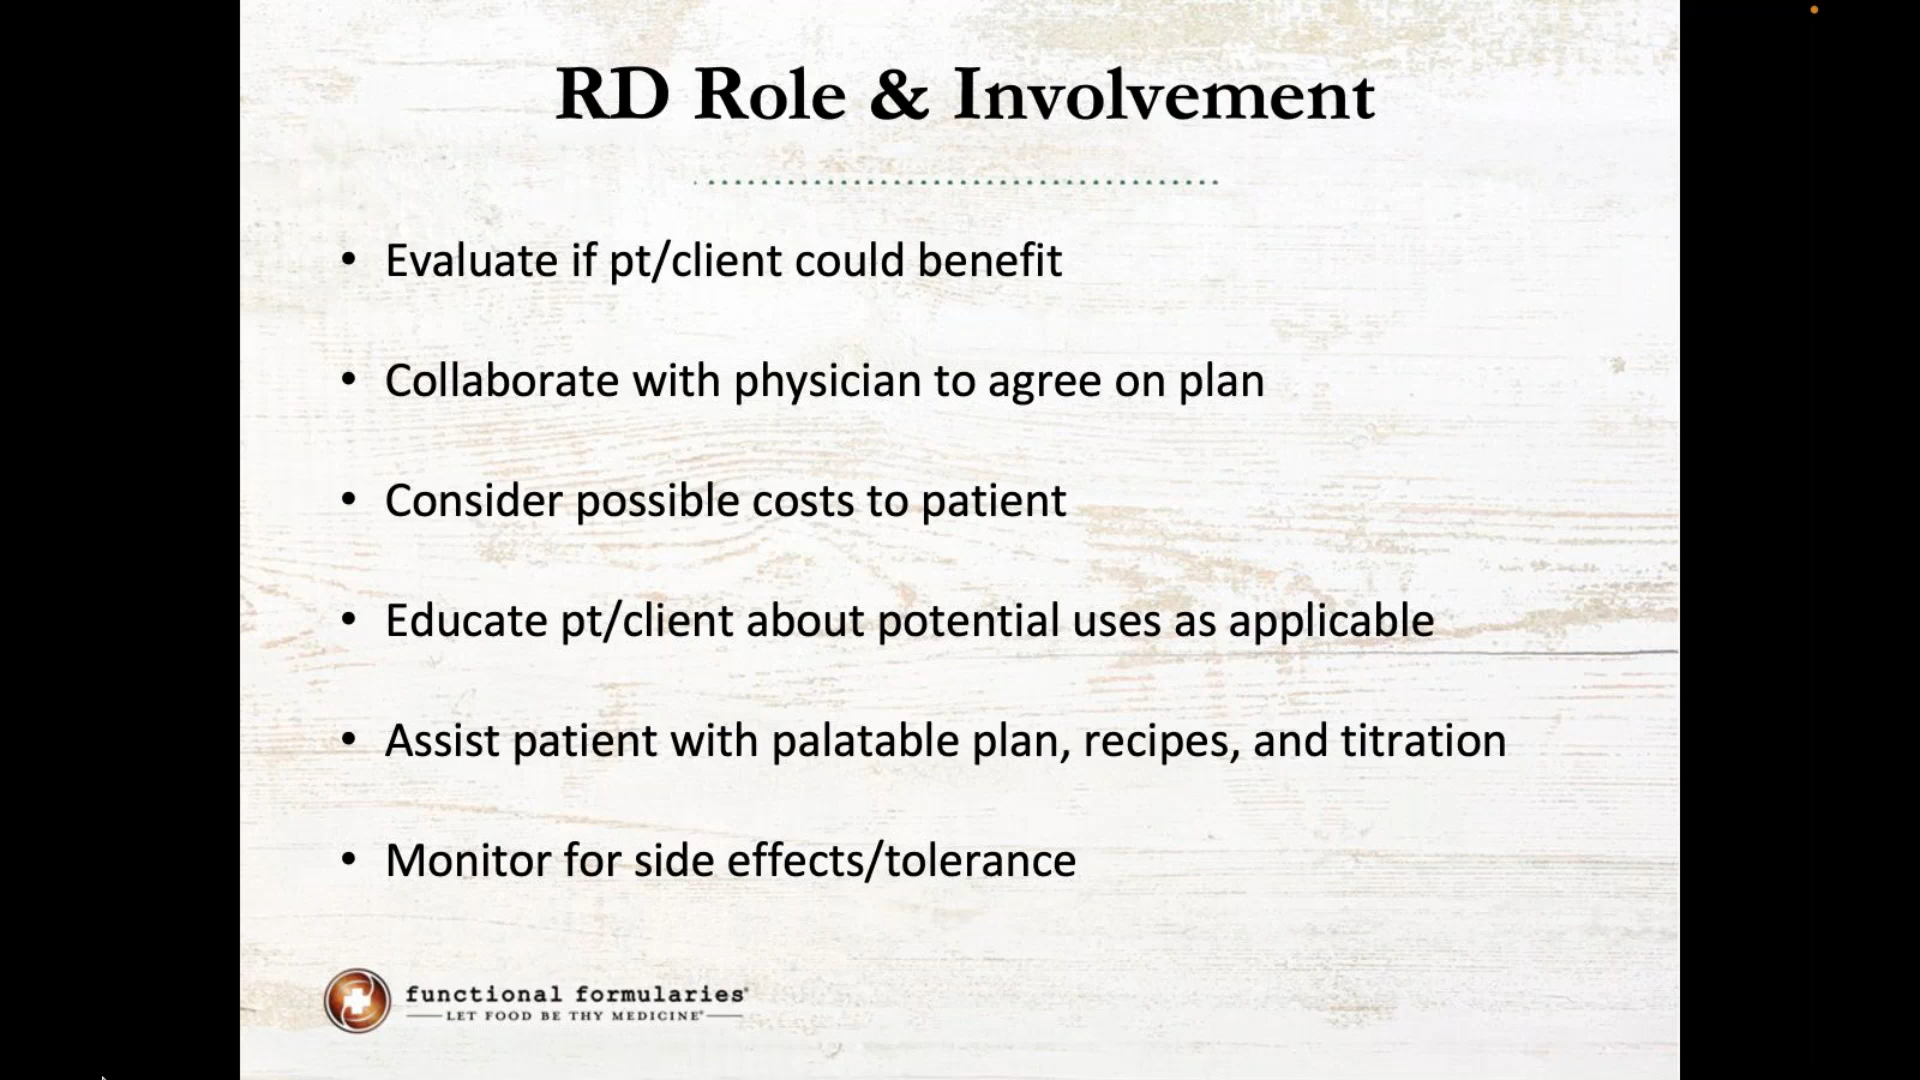 RD Role & Involvement
• Evaluate if pt/client could benefit
• Collaborate with physician to agree on plan
• Consider possible costs to patient
• Educate pt/client about potential uses as applicable
• Assist patient with palatable plan, recipes, and titration
• Monitor for side effects/tolerance
functional formularies®
LET FOOD BE THY MEDICINE®